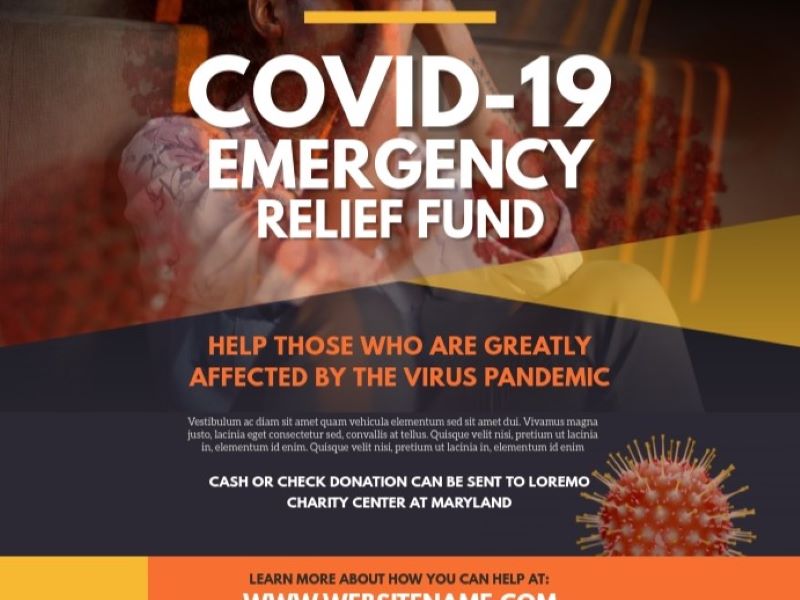 COVID-19
EMERGENCY
RELIEF FUND
HELP THOSE WHO ARE GREATLY
AFFECTED BY THE VIRUS PANDEMIC
Vestibulum ac diam sit amet quam vehicula elementum sed sit amet dui. Vivamus magna
justo, lacinia eget consectetur sed, convallis at tellus. Quisque velit nisi, pretium ut lacinia
in, elementum id enim. Quisque velit nisi, pretium ut lacinia in, elementum id enim
CASH OR CHECK DONATION CAN BE SENT TO LOREMO
CHARITY CENTER AT MARYLAND
LEARN MORE ABOUT HOW YOU CAN HELP AT:
WWW.WEBSITENAME.COM